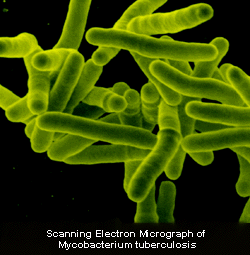 Scanning Electron Micrograph of
Mycobacterium tuberculosis